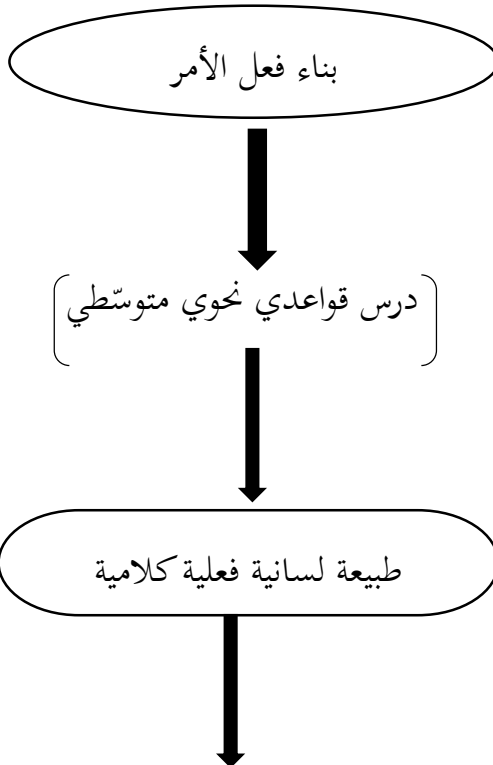 بناء فعل الأمر
درس قواعدي نحوي متوسّطي
طبيعة لسانية فعلية كلامية